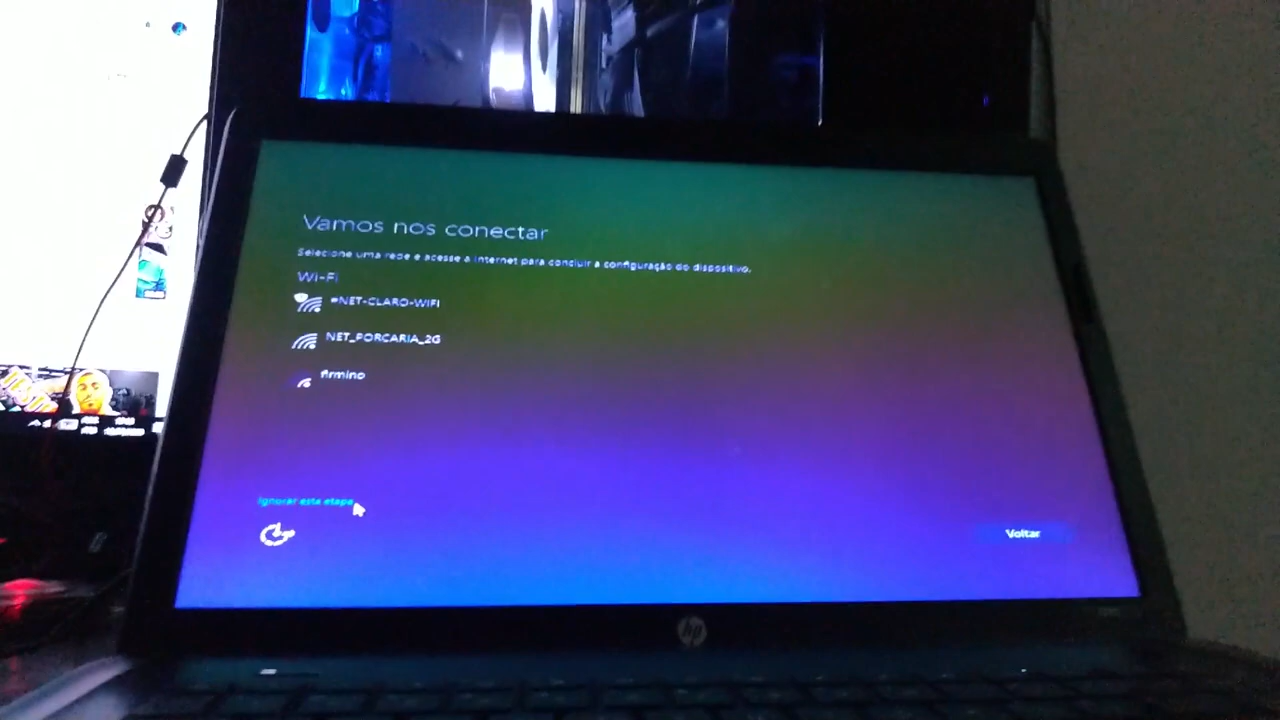 Vamos nos conectar
Selecione uma rede e acesse a Internet para concluir a configuração do dispositivo.
Wi-Fi
#NET-CLARO-WIFI
NET_PORCARIA_2G
firmino
Ignorar esta etapa
Voltar
hp